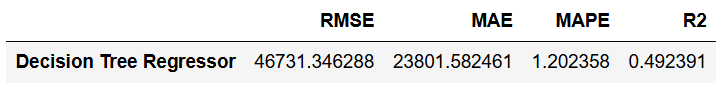 RMSE MAE MAPE R2
Decision Tree Regressor 46731.346288 23801.582461 1.202358 0.492391